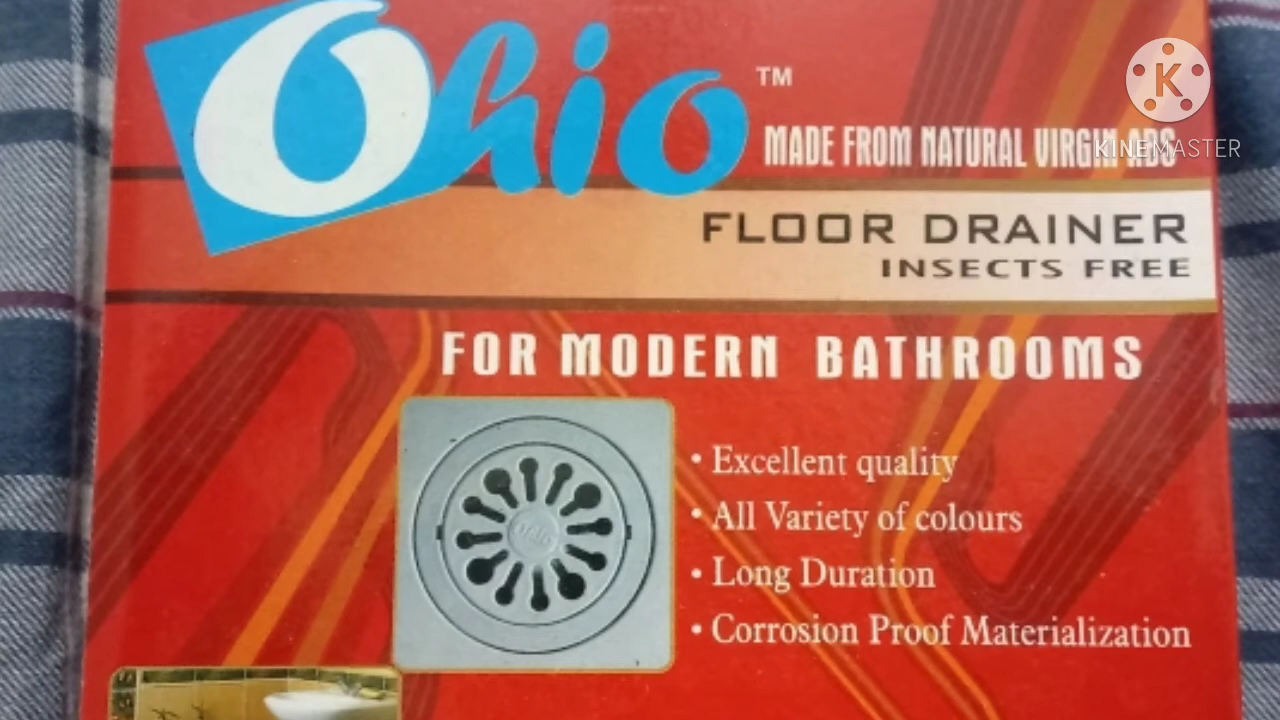 Ohio
TM
MADE FROM NATURAL VIRGIN ABS
K
KINEMASTER
FLOOR DRAINER
INSECTS FREE
FOR MODERN BATHROOMS
• Excellent quality
• All Variety of colours
• Long Duration
• Corrosion Proof Materialization